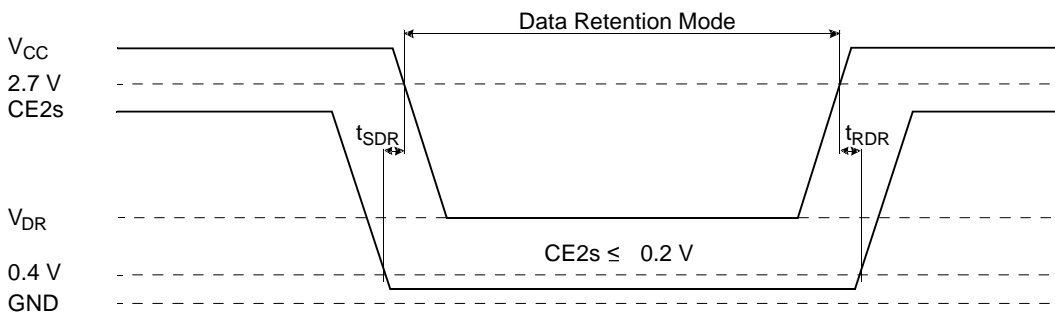 Data Retention Mode
VCC
2.7 V
CE2s
tSDR
tRDR
VDR
CE2s ≤ 0.2 V
0.4 V
GND